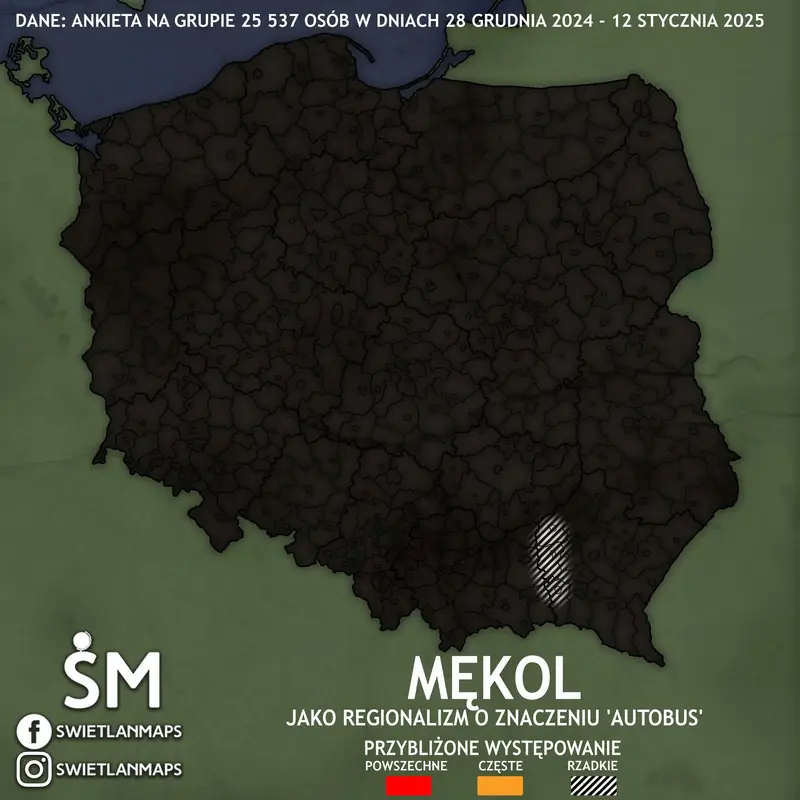 DANE: ANKIETA NA GRUPIE 25 537 OSÓB W DNIACH 28 GRUDNIA 2024 - 12 STYCZNIA 2025
ŚM
SWIETLANMAPS
SWIETLANMAPS
MĘKOL
JAKO REGIONALIZM O ZNACZENIU 'AUTOBUS'
PRZYBLIŻONE WYSTĘPOWANIE
POWSZECHNE CZĘSTE RZADKIE